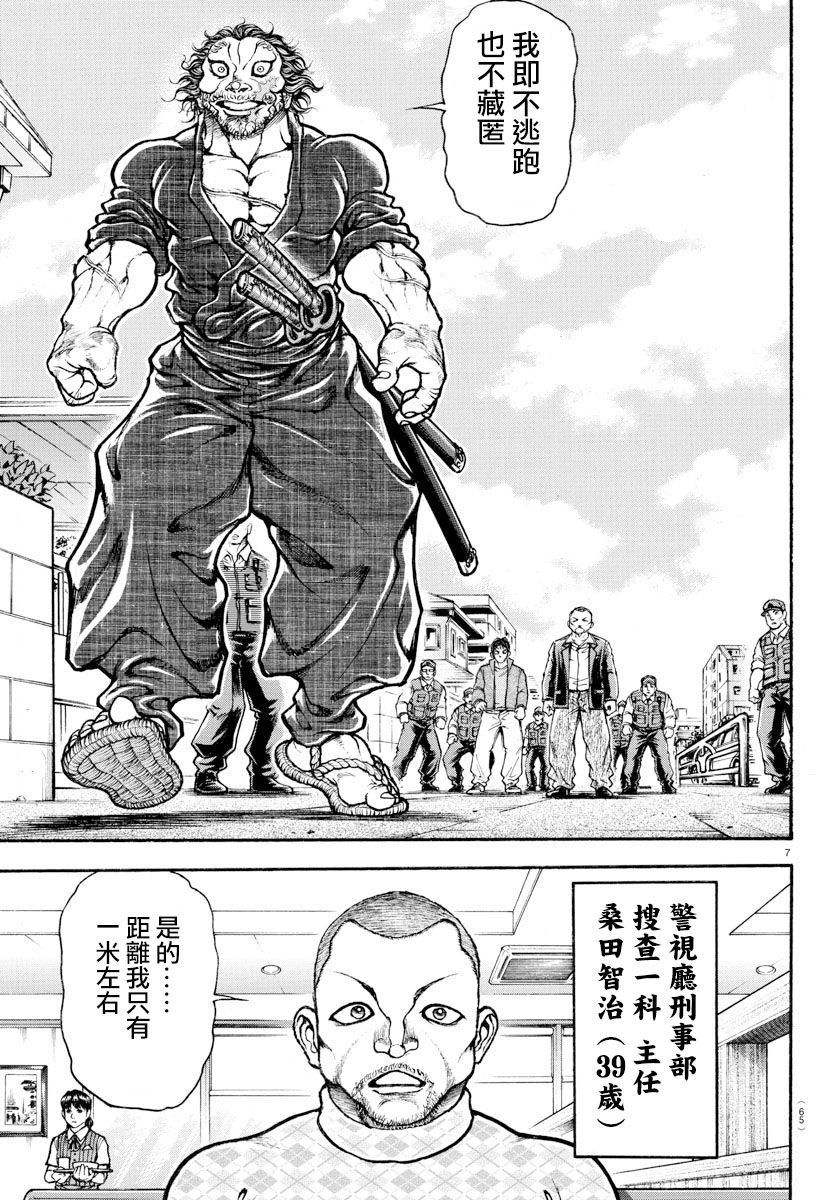 我即不逃跑
也不藏匿
7
警視廳刑事部
搜查一科 主任
桑田智治（39歲）
是的……
距離我只有
一米左右
（65）